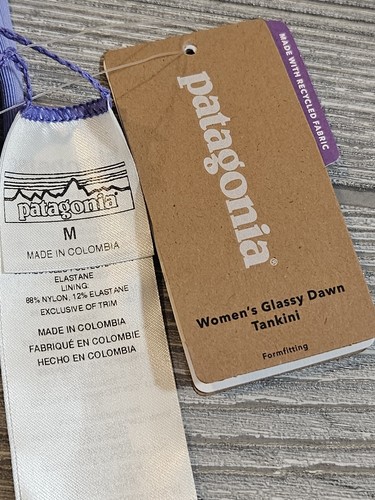 patagonia
M
MADE IN COLOMBIA
ELASTANE
LINING:
88% NYLON, 12% ELASTANE
EXCLUSIVE OF TRIM
MADE IN COLOMBIA
FABRIQUÉ EN COLOMBIE
HECHO EN COLOMBIA
MADE WITH RECYCLED FABRIC
patagonia®
Women's Glassy Dawn
Tankini
Formfitting